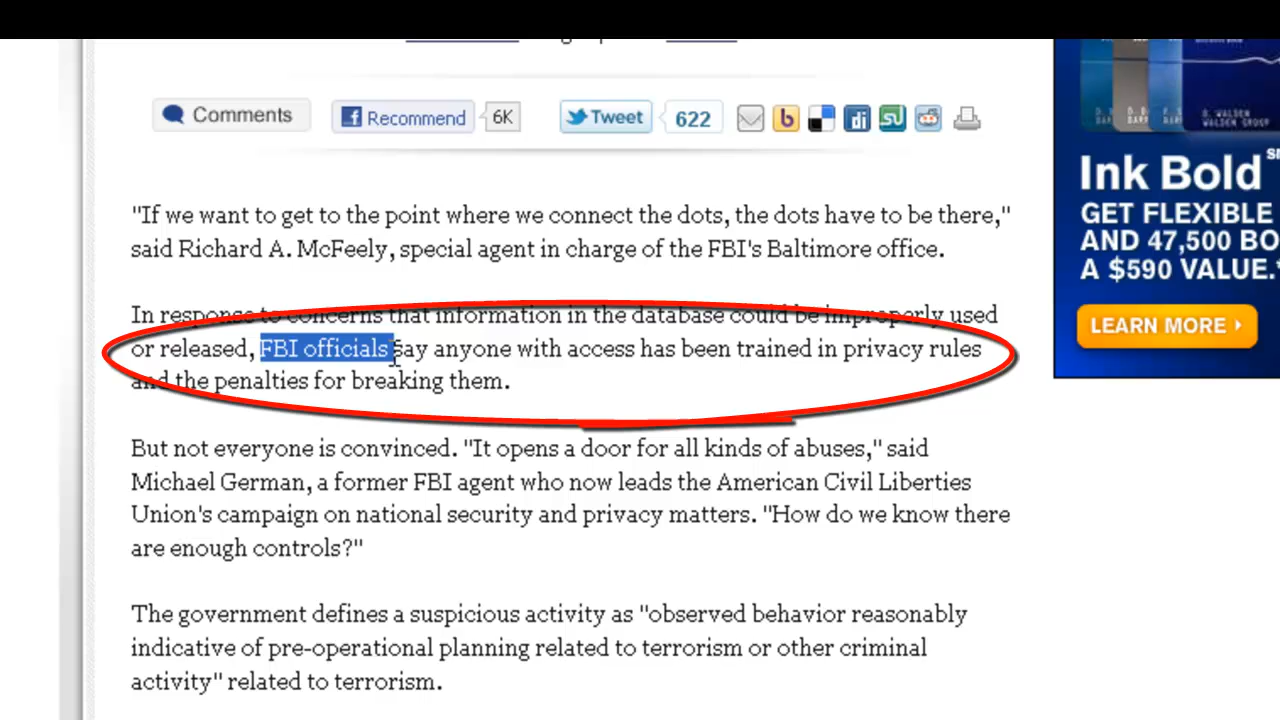 Comments
Recommend 6K
Tweet 622
"If we want to get to the point where we connect the dots, the dots have to be there,"
said Richard A. McFeely, special agent in charge of the FBI's Baltimore office.
In response to concerns that information in the database could be improperly used
or released, FBI officials say anyone with access has been trained in privacy rules
and the penalties for breaking them.
But not everyone is convinced. "It opens a door for all kinds of abuses," said
Michael German, a former FBI agent who now leads the American Civil Liberties
Union's campaign on national security and privacy matters. "How do we know there
are enough controls?"
The government defines a suspicious activity as "observed behavior reasonably
indicative of pre-operational planning related to terrorism or other criminal
activity" related to terrorism.
Ink Bold
GET FLEXIBLE
AND 47,500 BO
A $590 VALUE.*
LEARN MORE